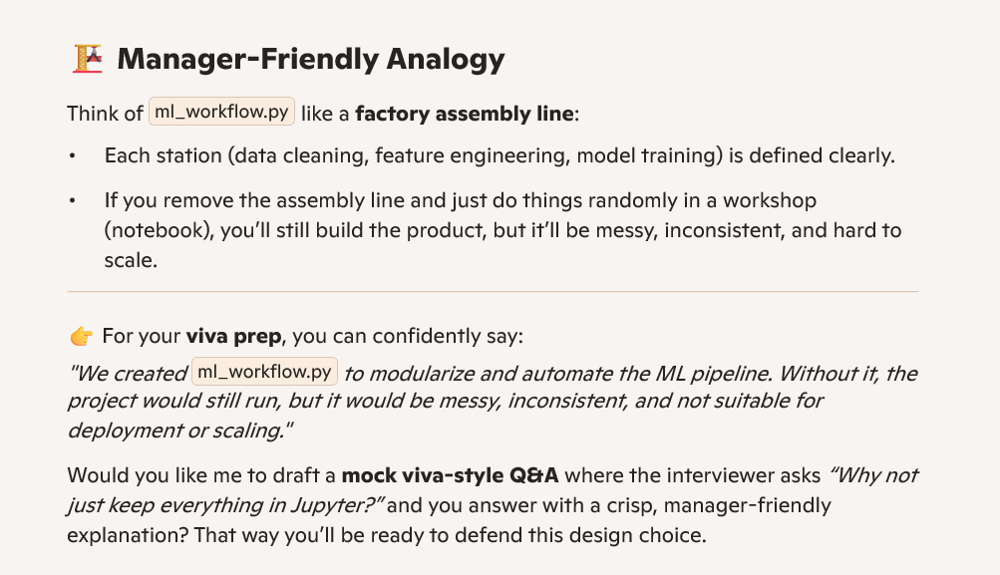 🏗️ Manager-Friendly Analogy
Think of ml_workflow.py like a factory assembly line:
• Each station (data cleaning, feature engineering, model training) is defined clearly.
• If you remove the assembly line and just do things randomly in a workshop
(notebook), you’ll still build the product, but it’ll be messy, inconsistent, and hard to
scale.
👉 For your viva prep, you can confidently say:
"We created ml_workflow.py to modularize and automate the ML pipeline. Without it, the
project would still run, but it would be messy, inconsistent, and not suitable for
deployment or scaling."
Would you like me to draft a mock viva-style Q&A where the interviewer asks “Why not
just keep everything in Jupyter?” and you answer with a crisp, manager-friendly
explanation? That way you’ll be ready to defend this design choice.